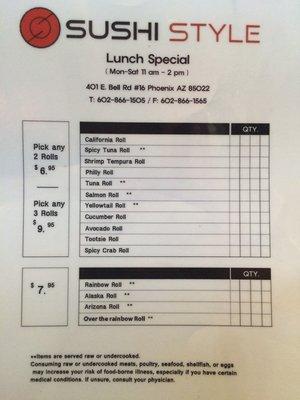 SUSHI STYLE
Lunch Special
( Mon-Sat 11 am - 2 pm )
401 E. Bell Rd #16 Phoenix AZ 85022
T: 602-866-1505 / F: 602-866-1565
QTY.
Pick any
2 Rolls
$6.95
Pick any
3 Rolls
$9.95
California Roll
Spicy Tuna Roll **
Shrimp Tempura Roll
Philly Roll
Tuna Roll **
Salmon Roll **
Yellowtail Roll **
Cucumber Roll
Avocado Roll
Tootsie Roll
Spicy Crab Roll
QTY.
$7.95
Rainbow Roll **
Alaska Roll **
Arizona Roll **
Over the rainbow Roll **
**Items are served raw or undercooked.
Consuming raw or undercooked meats, poultry, seafood, shellfish, or eggs
may increase your risk of food-borne illness, especially if you have certain
medical conditions. If unsure, consult your physician.